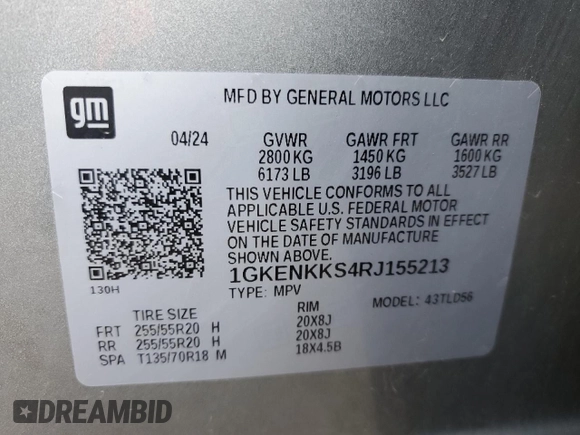 gm
MFD BY GENERAL MOTORS LLC
04/24 GVWR GAWR FRT GAWR RR
2800 KG 1450 KG 1600 KG
6173 LB 3196 LB 3527 LB
THIS VEHICLE CONFORMS TO ALL
APPLICABLE U.S. FEDERAL MOTOR
VEHICLE SAFETY STANDARDS IN EFFECT
ON THE DATE OF MANUFACTURE
SHOWN ABOVE.
1GKENKKS4RJ155213
130H
TYPE: MPV MODEL: 43TLD56
TIRE SIZE RIM
FRT 255/55R20 H 20X8J
RR 255/55R20 H 20X8J
SPA T135/70R18 M 18X4.5B
DREAMBID